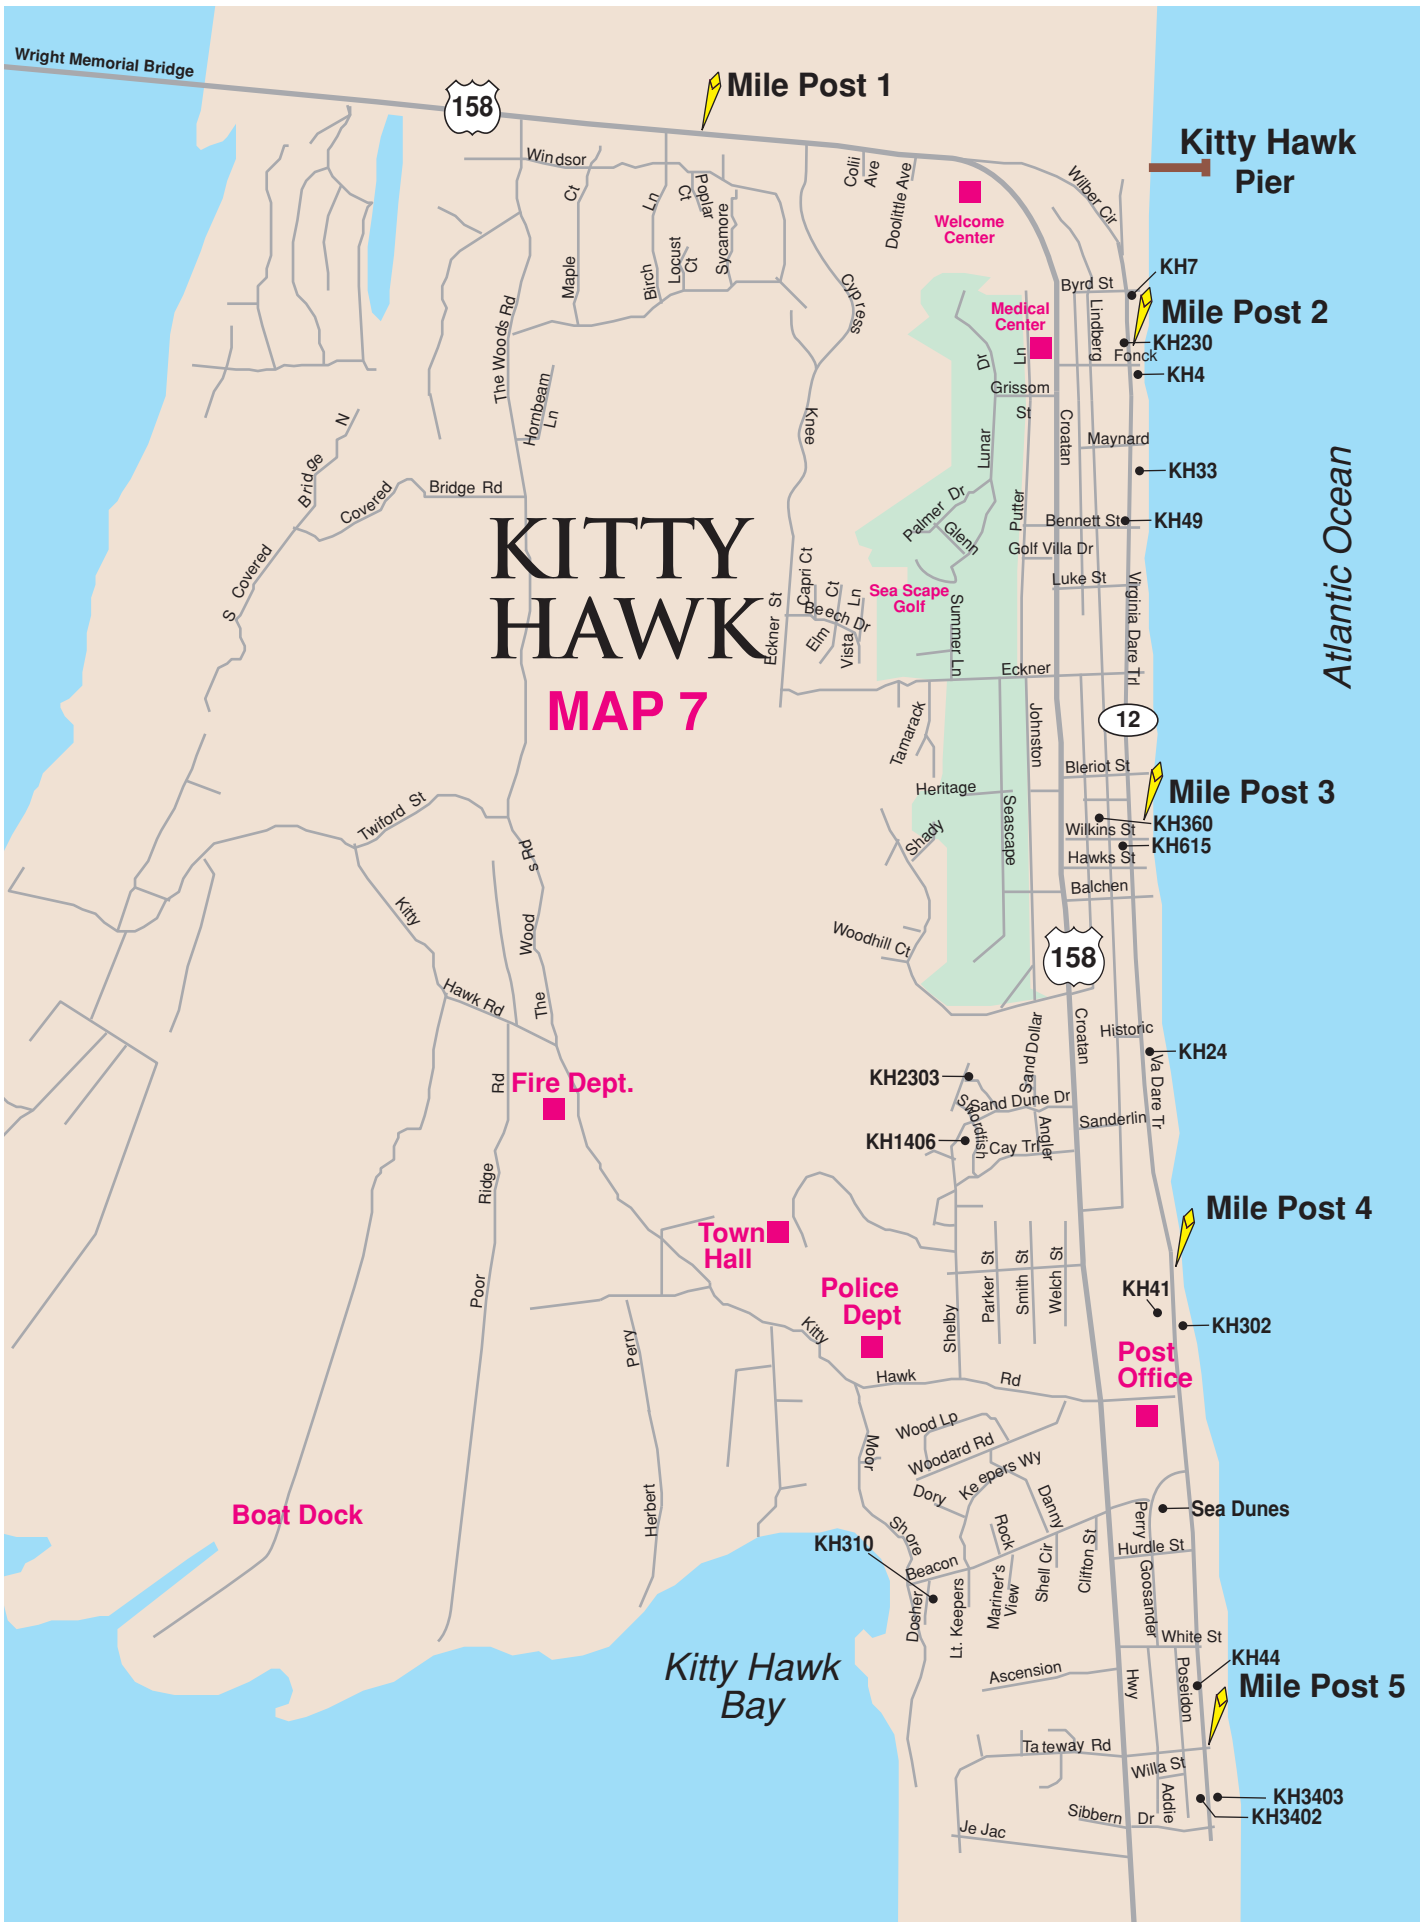 Wright Memorial Bridge
158
Mile Post 1
Kitty Hawk
Pier
Windsor
Ct
Maple
Ln
Birch
Ct
Poplar
Locust
Ct
Sycamore
Colii
Ave
Doolittle Ave
Welcome
Center
Wilber Cir
KH7
Byrd St
Mile Post 2
Lindberg
KH230
Fonck
KH4
Cypress
Medical
Center
Dr
Ln
Grissom
St
The Woods Rd
Hornbeam
Ln
Knee
Lunar
Croatan
Maynard
KH33
Bridge N
Covered
Bridge Rd
S Covered
Palmer Dr
Glenn
Putter
Bennett St
KH49
Golf Villa Dr
Luke St
Virginia Dare Trl
Atlantic Ocean
KITTY
HAWK
MAP 7
Eckner St
Capri Ct
Ct
Ln
Beech Dr
Elm
Vista
Sea Scape
Golf
Summer Ln
Eckner
12
Tamarack
Johnston
Bleriot St
Mile Post 3
Heritage
Seascape
KH360
Wilkins St
KH615
Hawks St
Balchen
Shady
Twiford St
s Rd
Wood
The
Kitty
Hawk Rd
Woodhill Ct
158
Croatan
Historic
KH24
Va Dare Tr
Sand Dollar
KH2303
Sand Dune Dr
Swordfish
Sanderlin
KH1406
Cay Trl
Angler
Rd
Fire Dept.
Ridge
Poor
Town
Hall
Mile Post 4
Police
Dept
Parker St
Smith St
Welch St
Shelby
KH41
KH302
Perry
Kitty
Hawk
Rd
Post
Office
Wood Lp
Woodard Rd
Moor
Keepers Wy
Dory
Danny
Herbert
Boat Dock
Shore
Rock
Perry
Sea Dunes
KH310
Beacon
Hurdle St
Shell Cir
Clifton St
Mariner's
View
Lt. Keepers
Dosher
Goosander
White St
Kitty Hawk
Bay
Ascension
Hwy
Poseidon
KH44
Mile Post 5
Tateway Rd
Willa St
Addie
KH3403
KH3402
Sibbern Dr
Je Jac